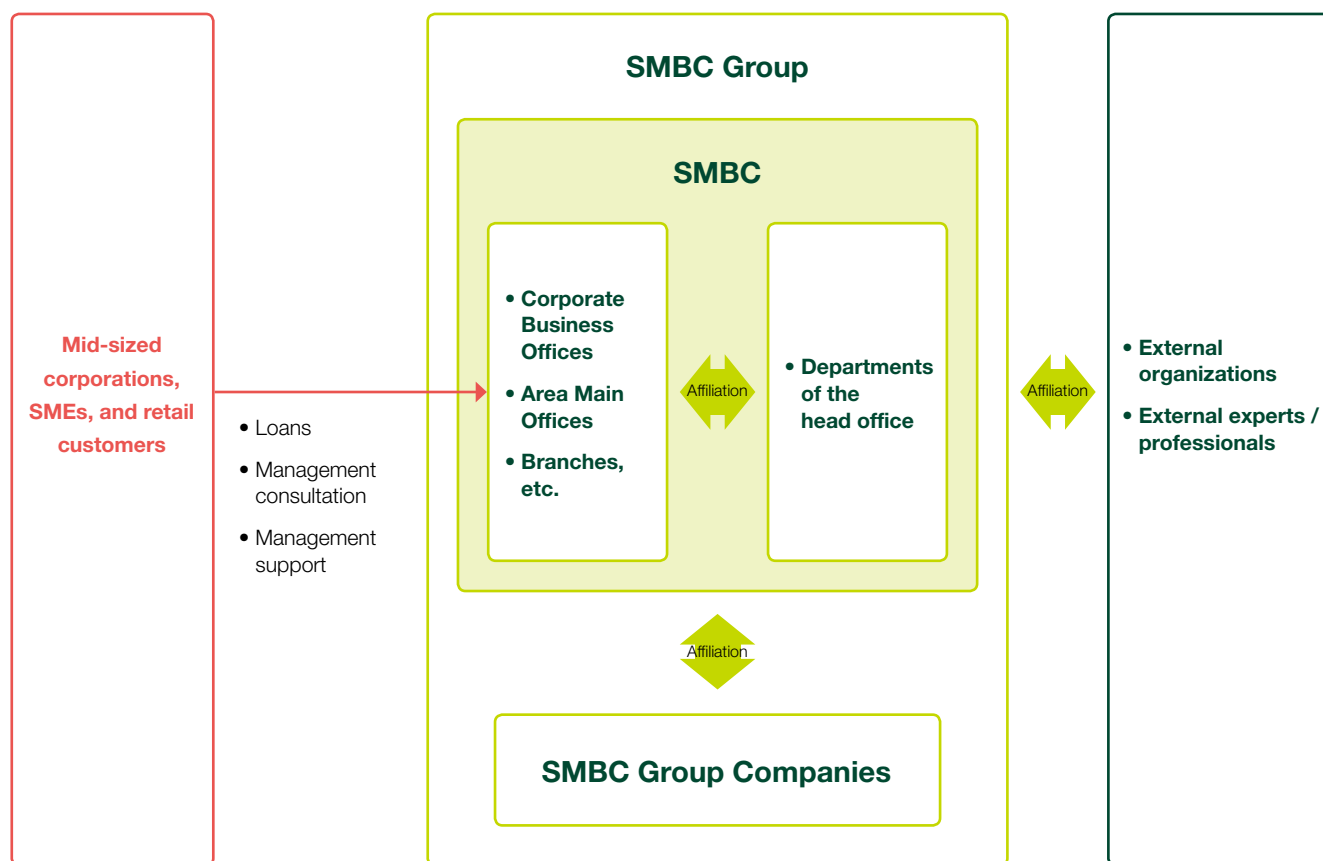 SMBC Group
SMBC
Mid-sized
corporations,
SMEs, and retail
customers
• Loans
• Management
consultation
• Management
support
• Corporate
Business
Offices
• Area Main
Offices
• Branches,
etc.
Affiliation
• Departments
of the
head office
Affiliation
• External
organizations
• External experts /
professionals
Affiliation
SMBC Group Companies